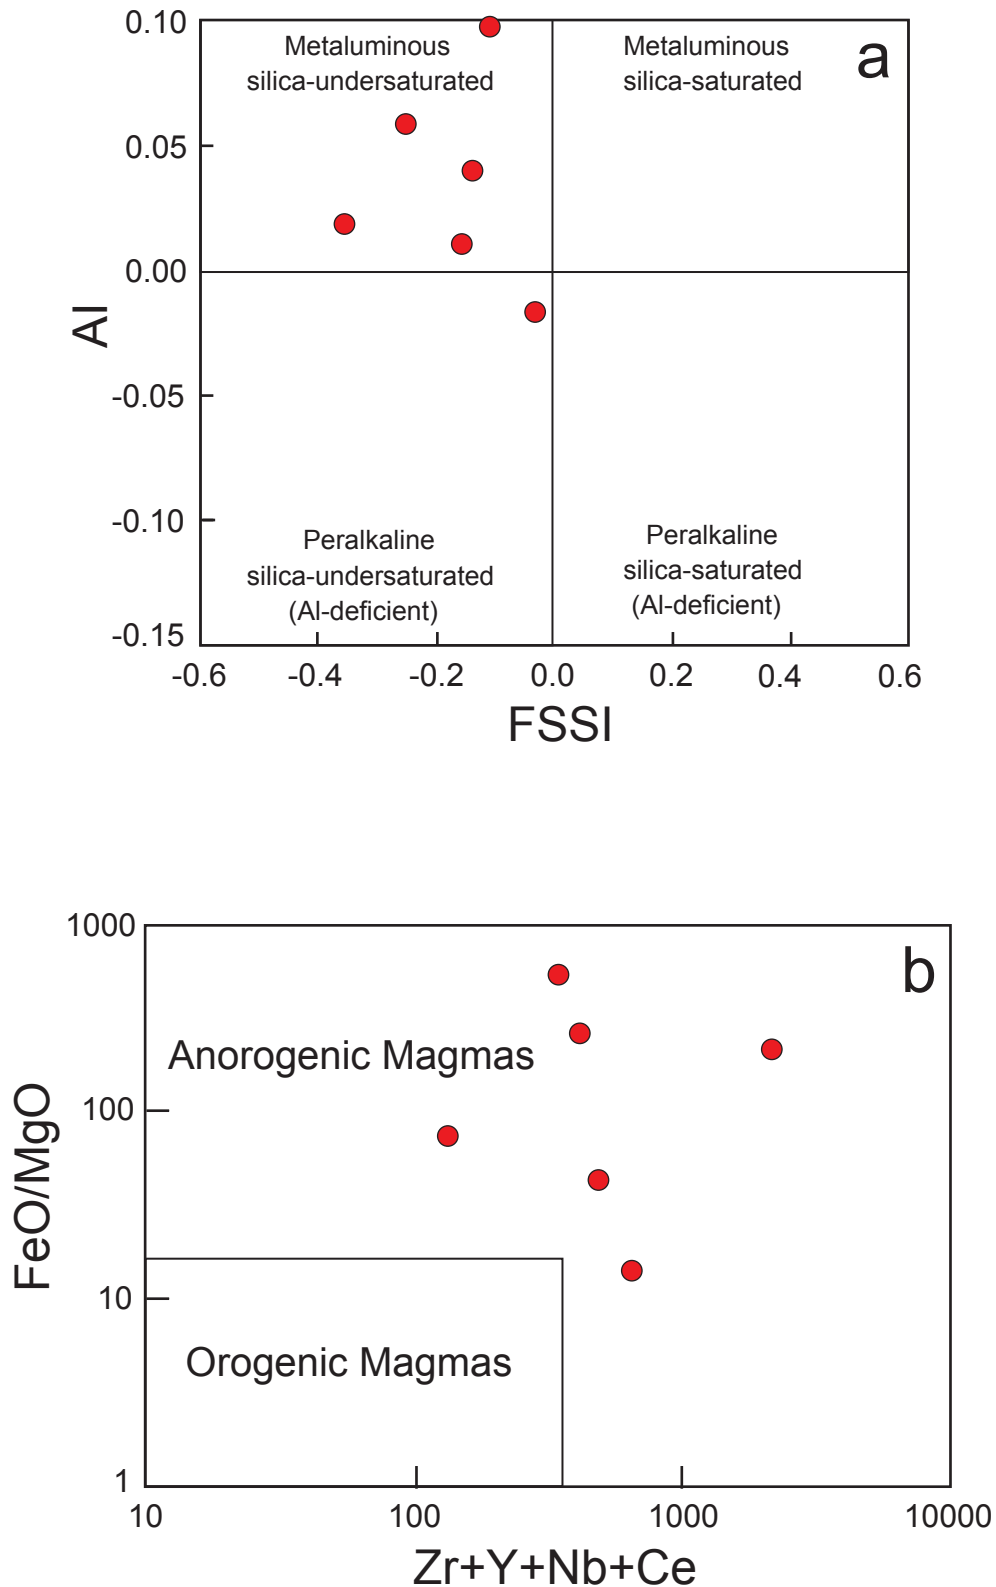 0.10
Metaluminous
silica-undersaturated
Metaluminous
silica-saturated
a
0.05
0.00
AI
-0.05
-0.10
Peralkaline
silica-undersaturated
(Al-deficient)
Peralkaline
silica-saturated
(Al-deficient)
-0.15
-0.6 -0.4 -0.2 0.0 0.2 0.4 0.6
FSSI
1000
b
Anorogenic Magmas
100
FeO/MgO
10
Orogenic Magmas
1
10 100 1000 10000
Zr+Y+Nb+Ce